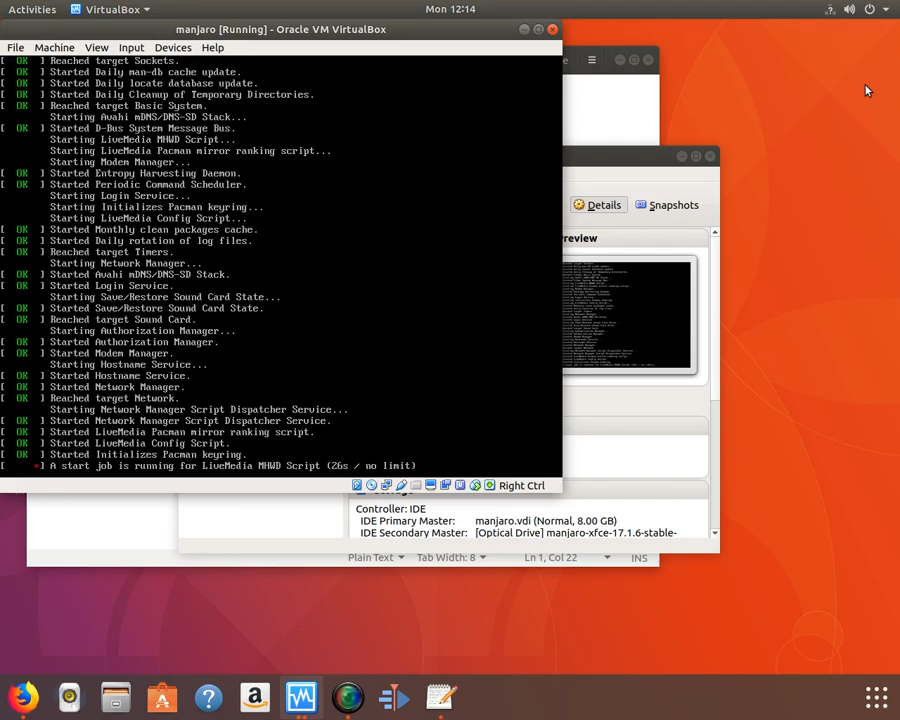 Activities
VirtualBox
Mon 12:14
manjaro [Running] - Oracle VM VirtualBox
File Machine View Input Devices Help
[ OK ] Reached target Sockets.
[ OK ] Started Daily man-db cache update.
[ OK ] Started Daily locate database update.
[ OK ] Started Daily Cleanup of Temporary Directories.
[ OK ] Reached target Basic System.
Starting Avahi mDNS/DNS-SD Stack...
[ OK ] Started D-Bus System Message Bus.
Starting LiveMedia MHWD Script...
Starting LiveMedia Pacman mirror ranking script...
Starting Modem Manager...
[ OK ] Started Entropy Harvesting Daemon.
[ OK ] Started Periodic Command Scheduler.
Starting Login Service...
Starting Initializes Pacman keyring...
Starting LiveMedia Config Script...
[ OK ] Started Monthly clean packages cache.
[ OK ] Started Daily rotation of log files.
[ OK ] Reached target Timers.
Starting Network Manager...
[ OK ] Started Avahi mDNS/DNS-SD Stack.
[ OK ] Started Login Service.
Starting Save/Restore Sound Card State...
[ OK ] Started Save/Restore Sound Card State.
[ OK ] Reached target Sound Card.
Starting Authorization Manager...
[ OK ] Started Authorization Manager.
[ OK ] Started Modem Manager.
Starting Hostname Service...
[ OK ] Started Hostname Service.
[ OK ] Started Network Manager.
[ OK ] Reached target Network.
Starting Network Manager Script Dispatcher Service...
[ OK ] Started Network Manager Script Dispatcher Service.
[ OK ] Started LiveMedia Pacman mirror ranking script.
[ OK ] Started LiveMedia Config Script.
[ OK ] Started Initializes Pacman keyring.
[ *] A start job is running for LiveMedia MHWD Script (26s / no limit)
Right Ctrl
Details
Snapshots
Preview
Controller: IDE
IDE Primary Master: manjaro.vdi (Normal, 8.00 GB)
IDE Secondary Master: [Optical Drive] manjaro-xfce-17.1.6-stable-
Plain Text
Tab Width: 8
Ln 1, Col 22
INS